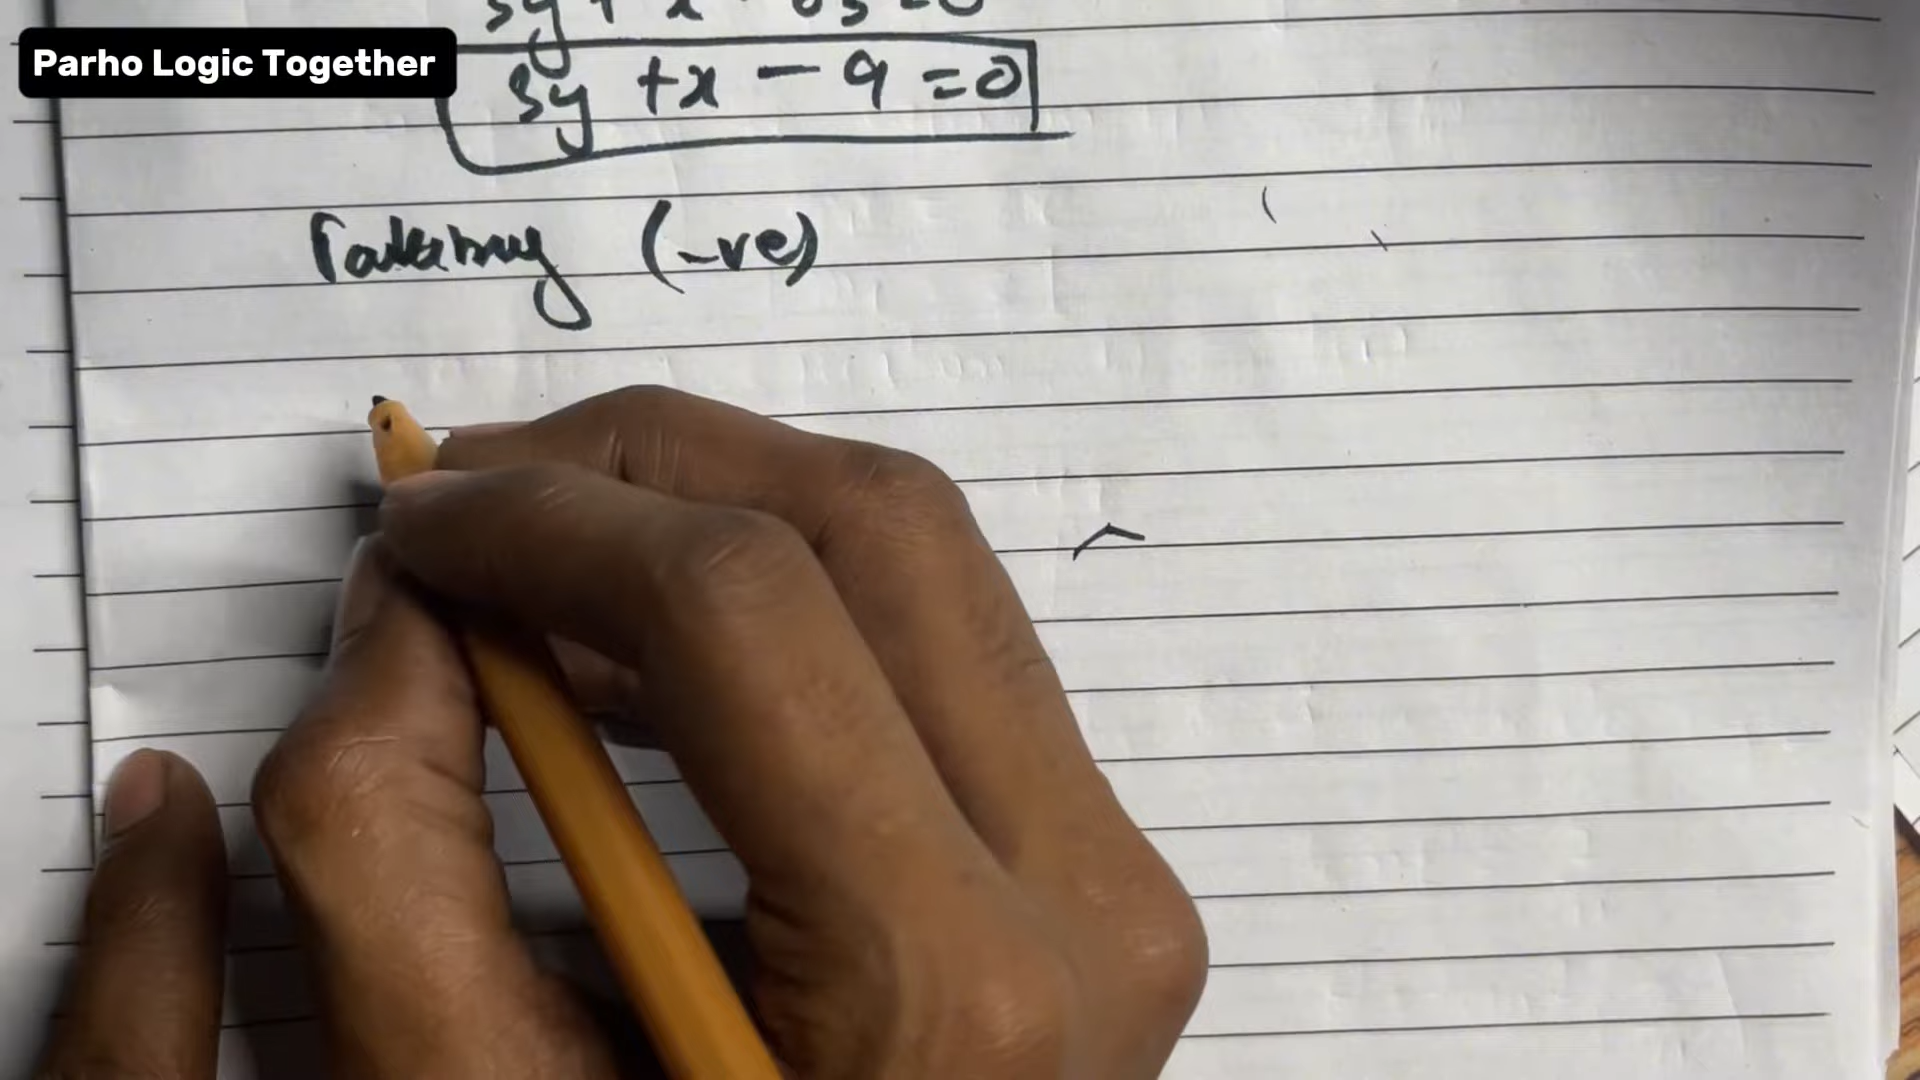 Parho Logic Together
3y + x - 9 = 0
Taking (-ve)